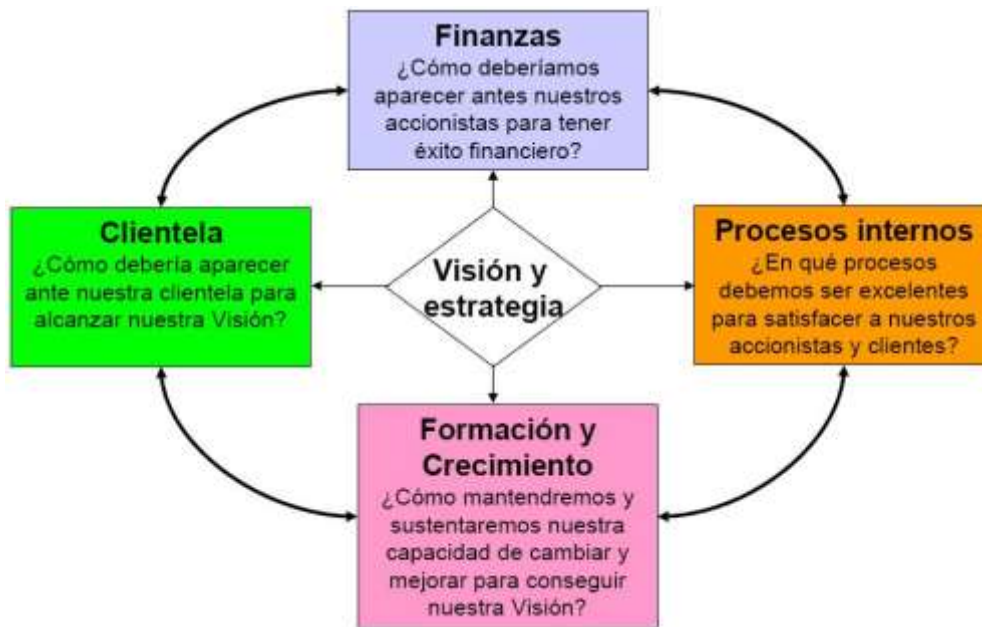 Finanzas
¿Cómo deberíamos
aparecer antes nuestros
accionistas para tener
éxito financiero?
Clientela
¿Cómo debería aparecer
ante nuestra clientela para
alcanzar nuestra Visión?
Visión y
estrategia
Procesos internos
¿En qué procesos
debemos ser excelentes
para satisfacer a nuestros
accionistas y clientes?
Formación y
Crecimiento
¿Cómo mantendremos y
sustentaremos nuestra
capacidad de cambiar y
mejorar para conseguir
nuestra Visión?